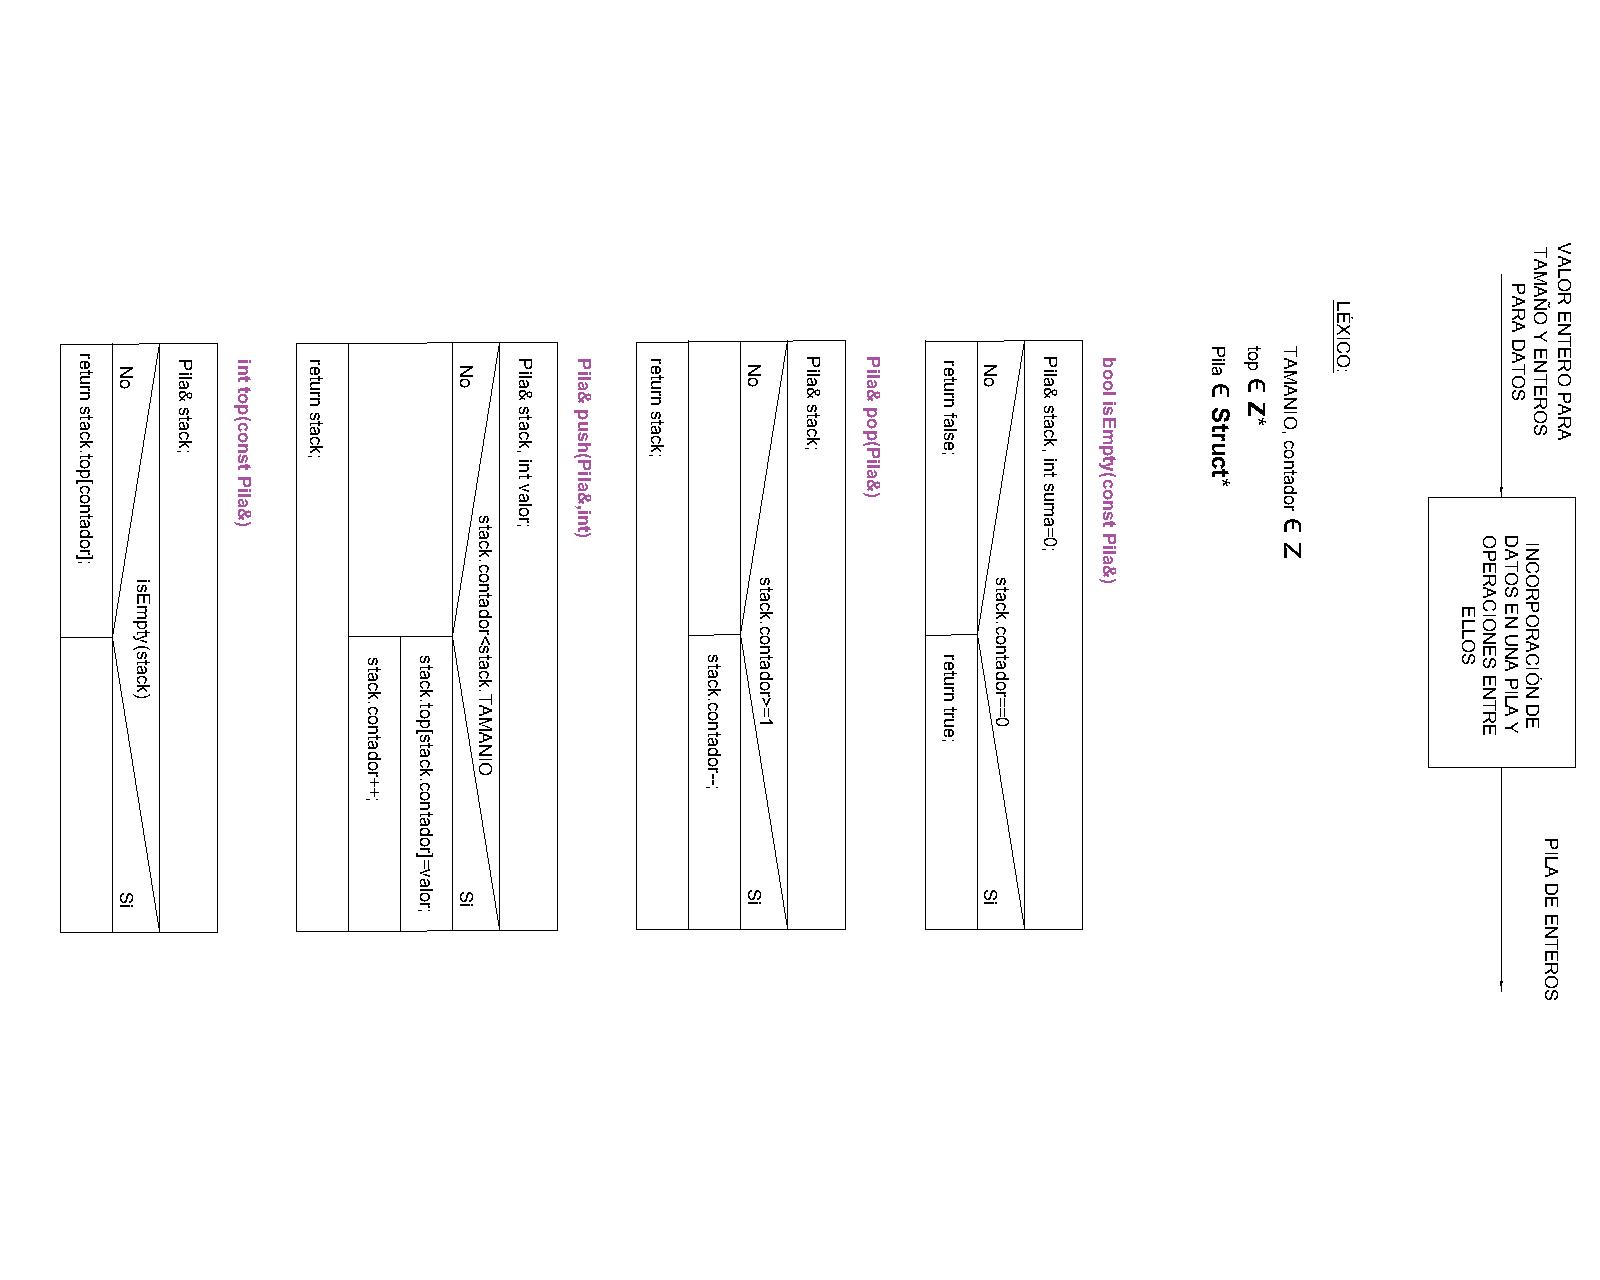 VALOR ENTERO PARA
TAMAÑO Y ENTEROS
PARA DATOS
INCORPORACIÓN DE
DATOS EN UNA PILA Y
OPERACIONES ENTRE
ELLOS
PILA DE ENTEROS
LÉXICO:
TAMANIO, contador ϵ Z
top ϵ Z*
Pila ϵ Struct*
bool isEmpty(const Pila&)
Pila& stack, int suma=0;
stack.contador==0
No
Si
return false;
return true;
Pila& pop(Pila&)
Pila& stack;
stack.contador>=1
No
Si
stack.contador--;
return stack;
Pila& push(Pila&,int)
Pila& stack, int valor;
stack.contador<stack.TAMANIO
No
Si
stack.top[stack.contador]=valor;
stack.contador++;
return stack;
int top(const Pila&)
Pila& stack;
isEmpty(stack)
No
Si
return stack.top[contador];